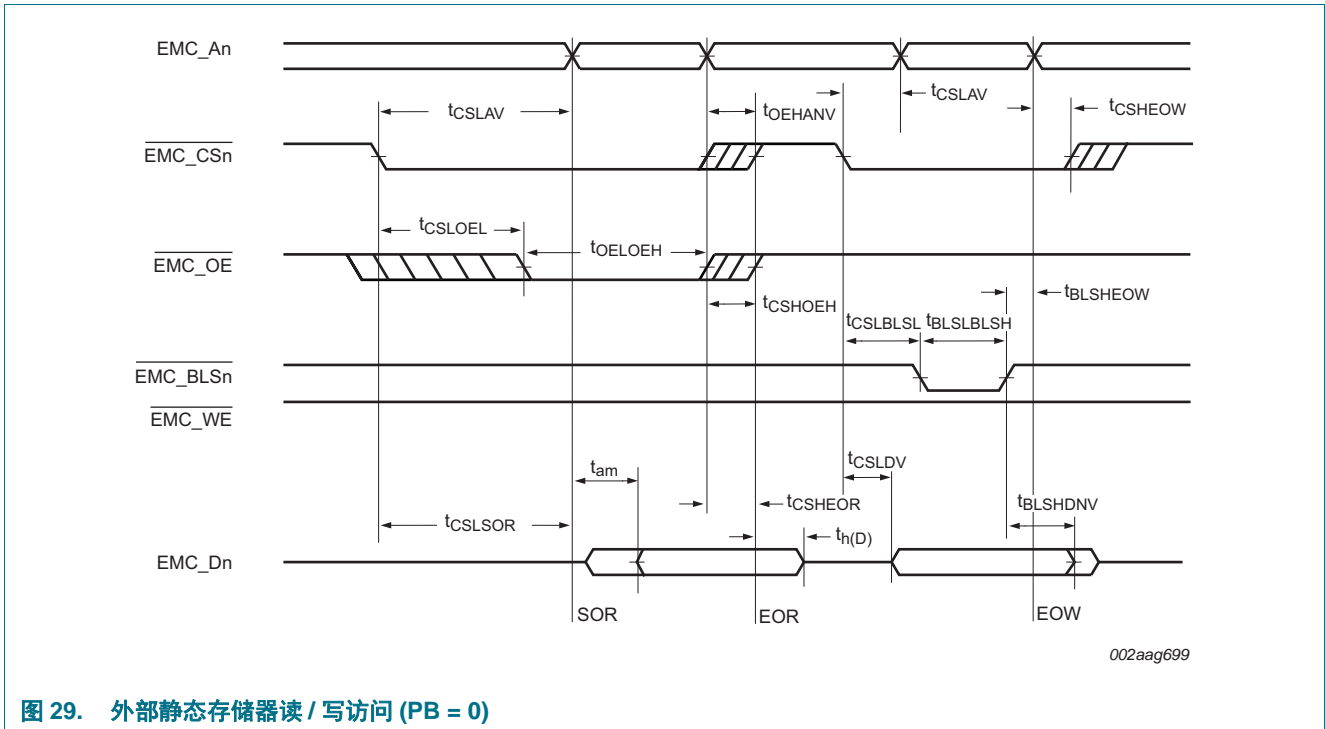 EMC_An
tCSLAV
tOEHANV
tCSLAV
tCSHEOW
EMC_CSn
tCSLOEL
tOELOEH
EMC_OE
tCSHOEH
tBLSHEOW
tCSLBLSL
tBLSLBLSH
EMC_BLSn
EMC_WE
tam
tCSLDV
tCSHEOR
tBLSHDNV
tCSLSOR
th(D)
EMC_Dn
SOR
EOR
EOW
002aag699
图 29. 外部静态存储器读 / 写访问 (PB = 0)